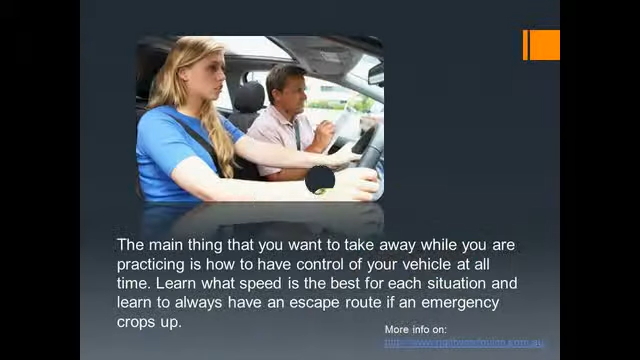 The main thing that you want to take away while you are
practicing is how to have control of your vehicle at all
time. Learn what speed is the best for each situation and
learn to always have an escape route if an emergency
crops up.
More info on: